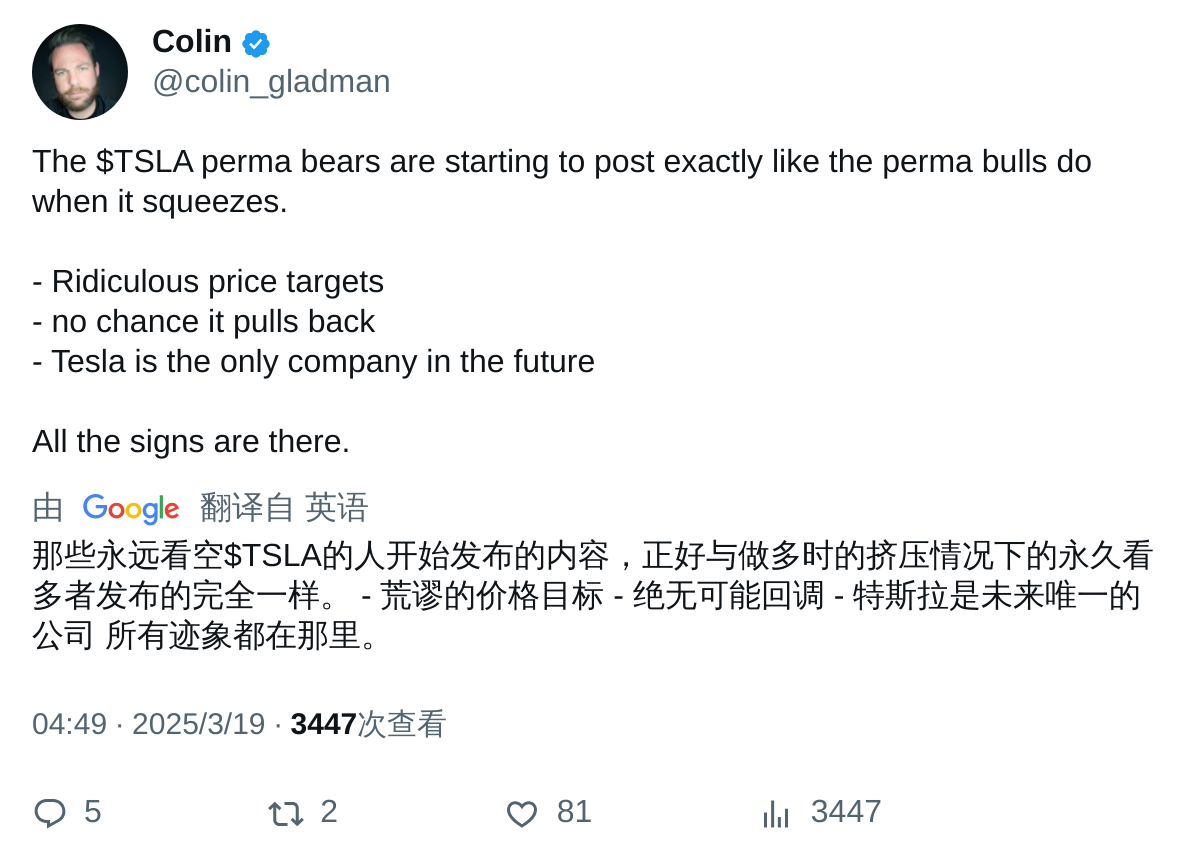 Colin
@colin_gladman
The $TSLA perma bears are starting to post exactly like the perma bulls do
when it squeezes.
- Ridiculous price targets
- no chance it pulls back
- Tesla is the only company in the future
All the signs are there.
由 Google 翻译自 英语
那些永远看空$TSLA的人开始发布的内容，正好与做多时的挤压情况下的永久看
多者发布的完全一样。 - 荒谬的价格目标 - 绝无可能回调 - 特斯拉是未来唯一的
公司 所有迹象都在那里。
04:49 · 2025/3/19 · 3447次查看
5 2 81 3447